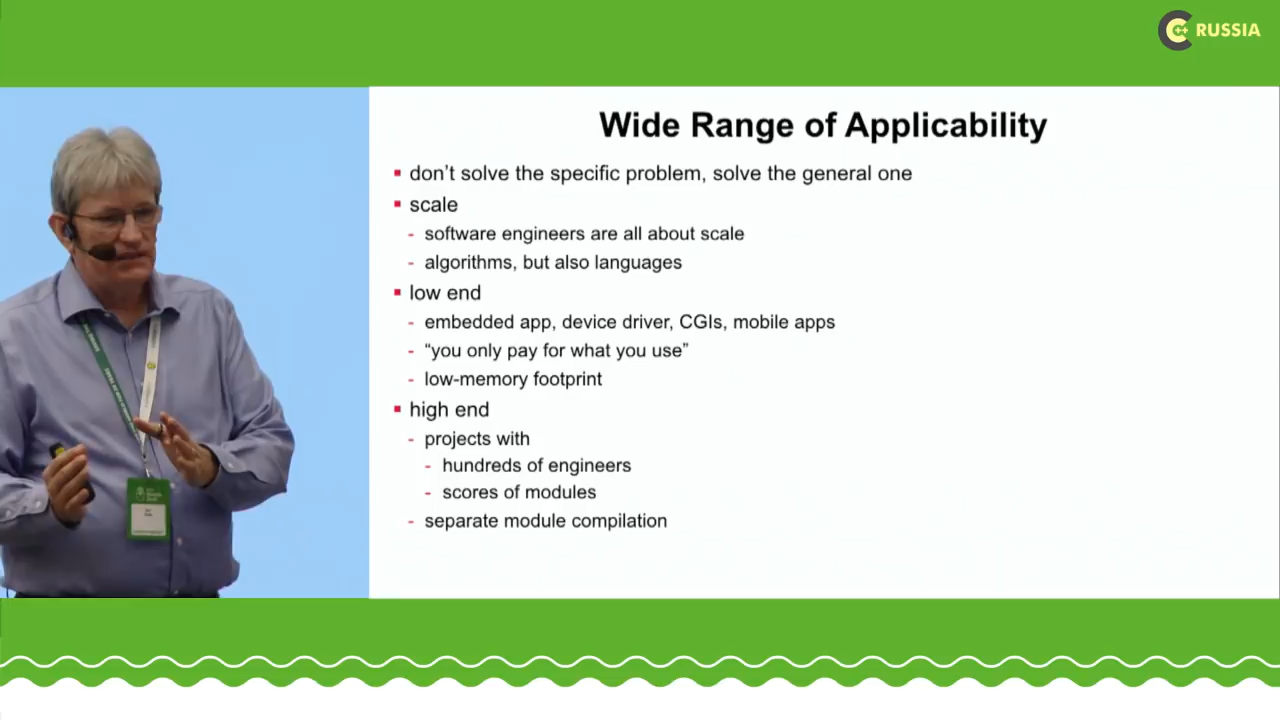 C++ RUSSIA
Wide Range of Applicability
▪ don’t solve the specific problem, solve the general one
▪ scale
- software engineers are all about scale
- algorithms, but also languages
▪ low end
- embedded app, device driver, CGIs, mobile apps
- “you only pay for what you use”
- low-memory footprint
▪ high end
- projects with
- hundreds of engineers
- scores of modules
- separate module compilation